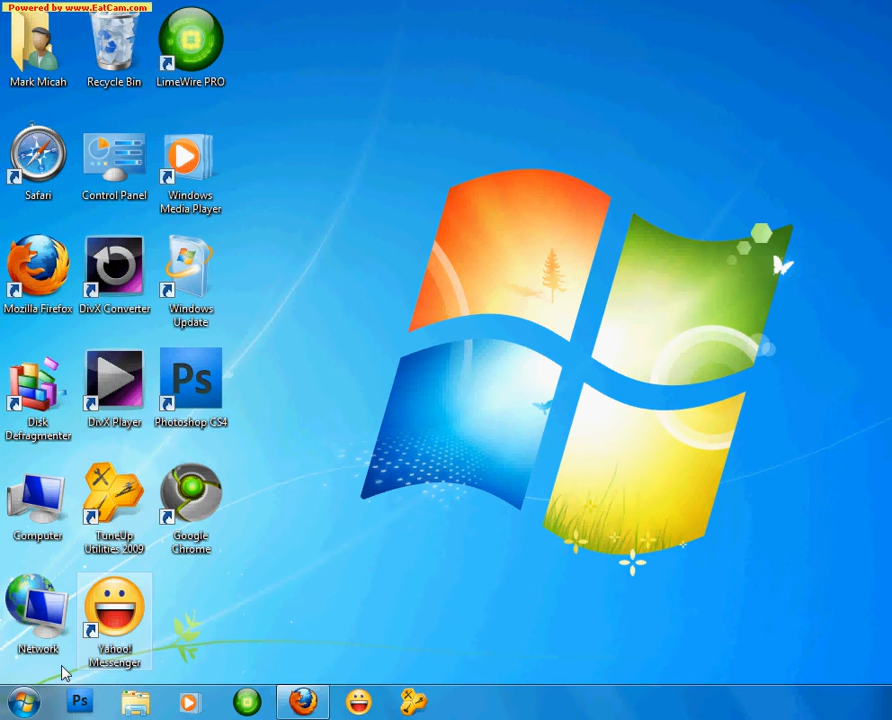 Powered by www.EatCam.com
Mark Micah
Recycle Bin
LimeWire PRO
Safari
Control Panel
Windows
Media Player
Mozilla Firefox
DivX Converter
Windows
Update
Disk
Defragmenter
DivX Player
Photoshop CS4
Computer
TuneUp
Utilities 2009
Google
Chrome
Network
Yahoo!
Messenger
Ps
Ps